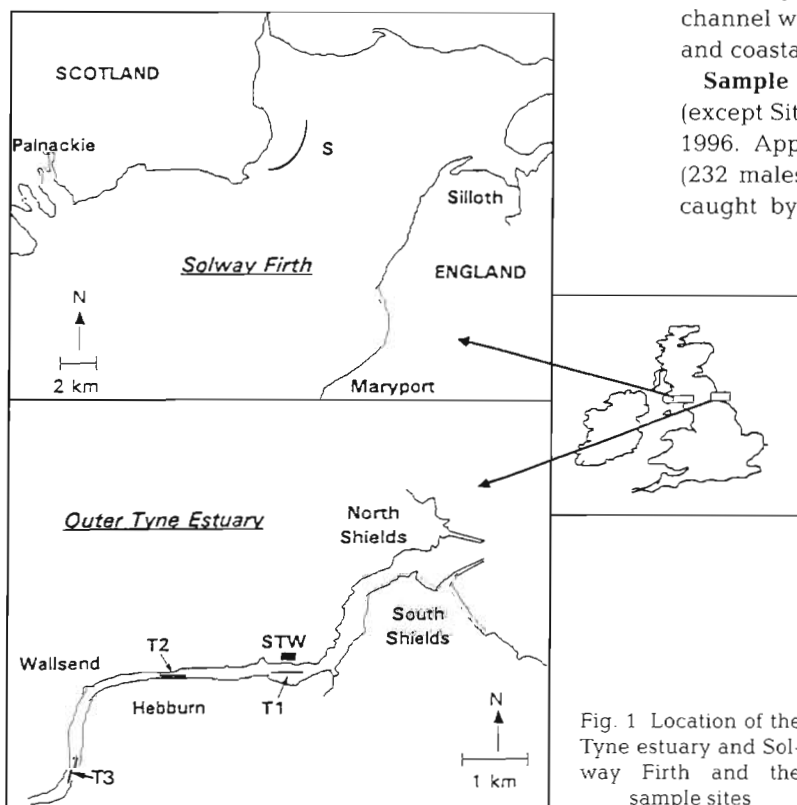 channel w
and coasta
Sample
(except Sit
1996. App
(232 males
caught by
SCOTLAND
Palnackie
S
Silloth
Solway Firth
ENGLAND
N
2 km
Maryport
Outer Tyne Estuary
North
Shields
South
Shields
STW
T2
Wallsend
Hebburn
T1
T3
N
1 km
Fig. 1 Location of the
Tyne estuary and Sol-
way Firth and the
sample sites